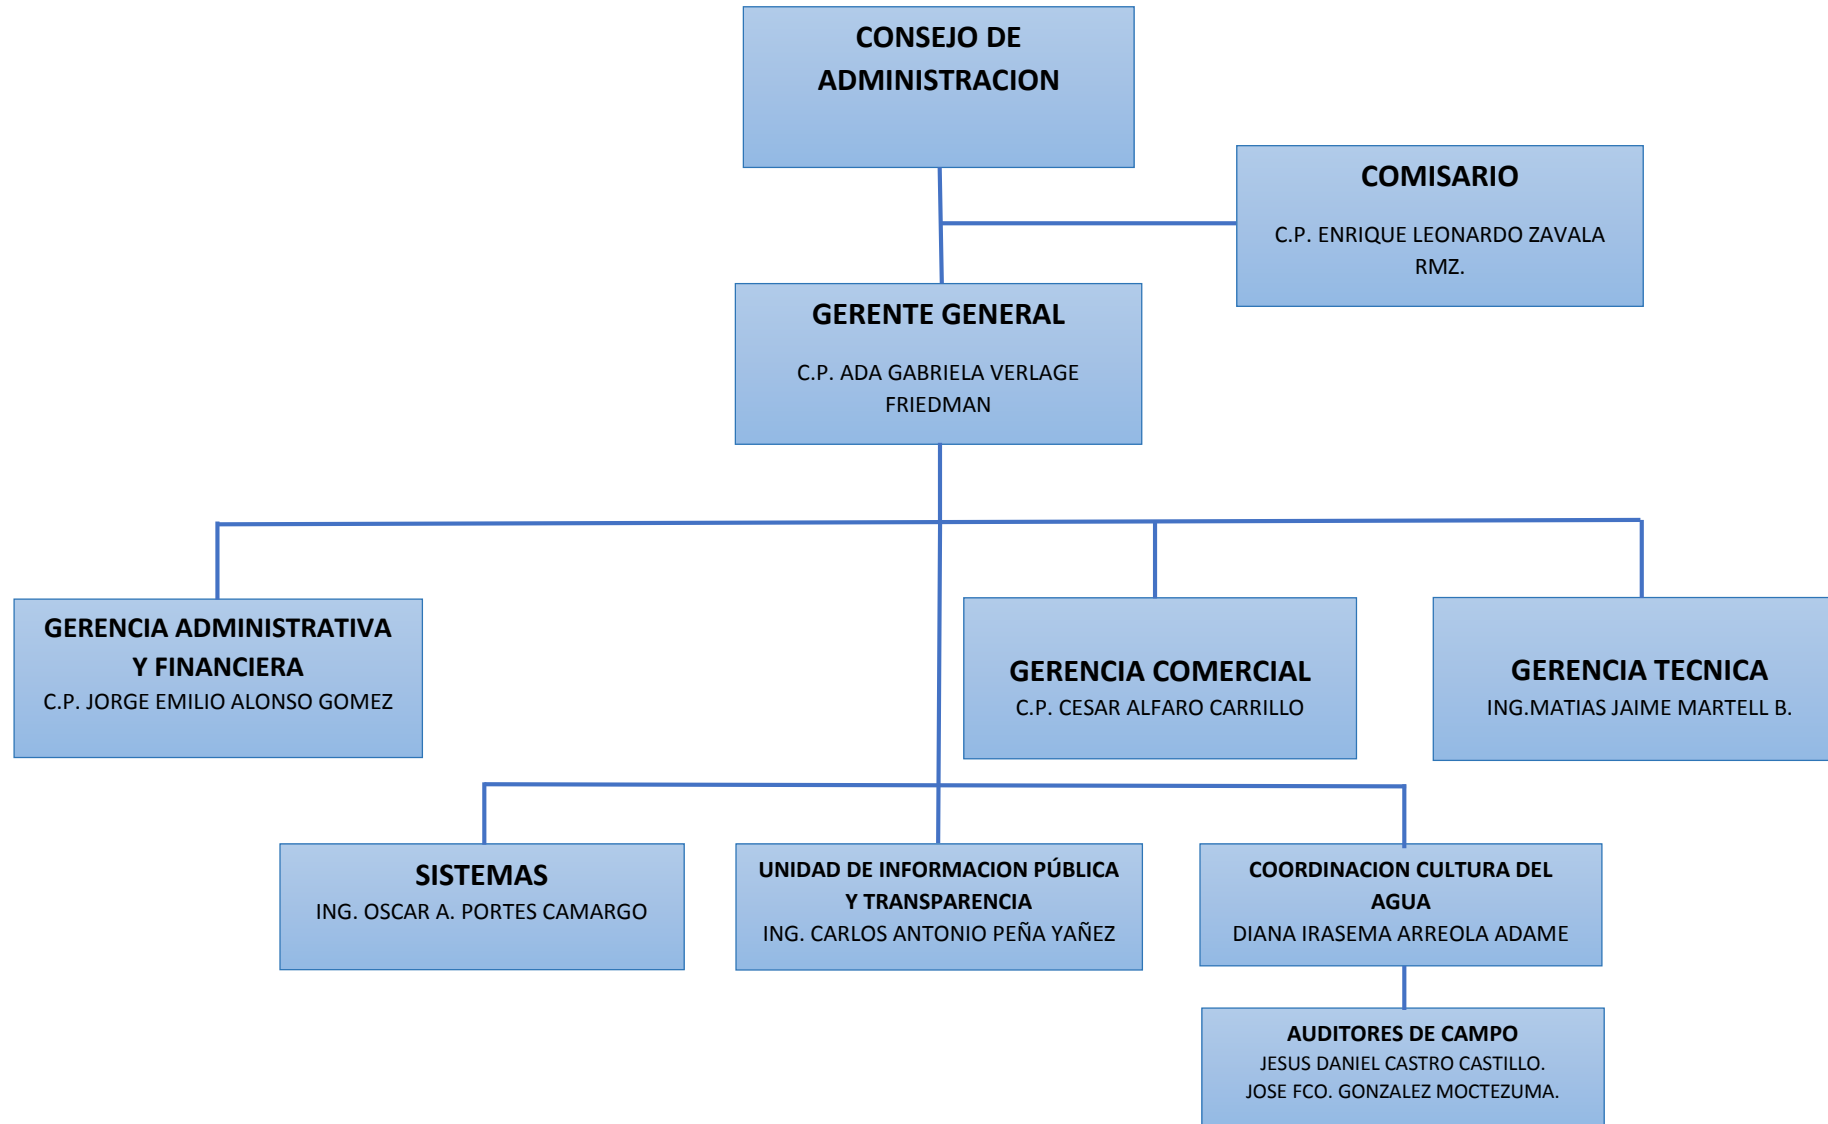 CONSEJO DE
ADMINISTRACION
COMISARIO
C.P. ENRIQUE LEONARDO ZAVALA
RMZ.
GERENTE GENERAL
C.P. ADA GABRIELA VERLAGE
FRIEDMAN
GERENCIA ADMINISTRATIVA
Y FINANCIERA
C.P. JORGE EMILIO ALONSO GOMEZ
GERENCIA COMERCIAL
C.P. CESAR ALFARO CARRILLO
GERENCIA TECNICA
ING.MATIAS JAIME MARTELL B.
SISTEMAS
ING. OSCAR A. PORTES CAMARGO
UNIDAD DE INFORMACION PÚBLICA
Y TRANSPARENCIA
ING. CARLOS ANTONIO PEÑA YAÑEZ
COORDINACION CULTURA DEL
AGUA
DIANA IRASEMA ARREOLA ADAME
AUDITORES DE CAMPO
JESUS DANIEL CASTRO CASTILLO.
JOSE FCO. GONZALEZ MOCTEZUMA.